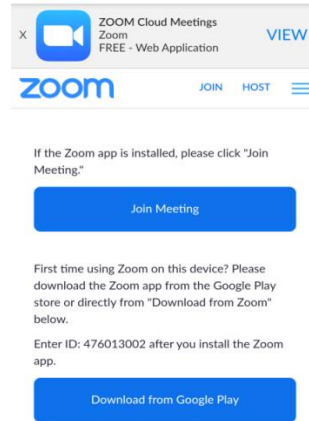 ZOOM Cloud Meetings
X
Zoom
VIEW
FREE - Web Application
zoom
JOIN HOST
If the Zoom app is installed, please click "Join
Meeting."
Join Meeting
First time using Zoom on this device? Please
download the Zoom app from the Google Play
store or directly from "Download from Zoom"
below.
Enter ID: 476013002 after you install the Zoom
app.
Download from Google Play